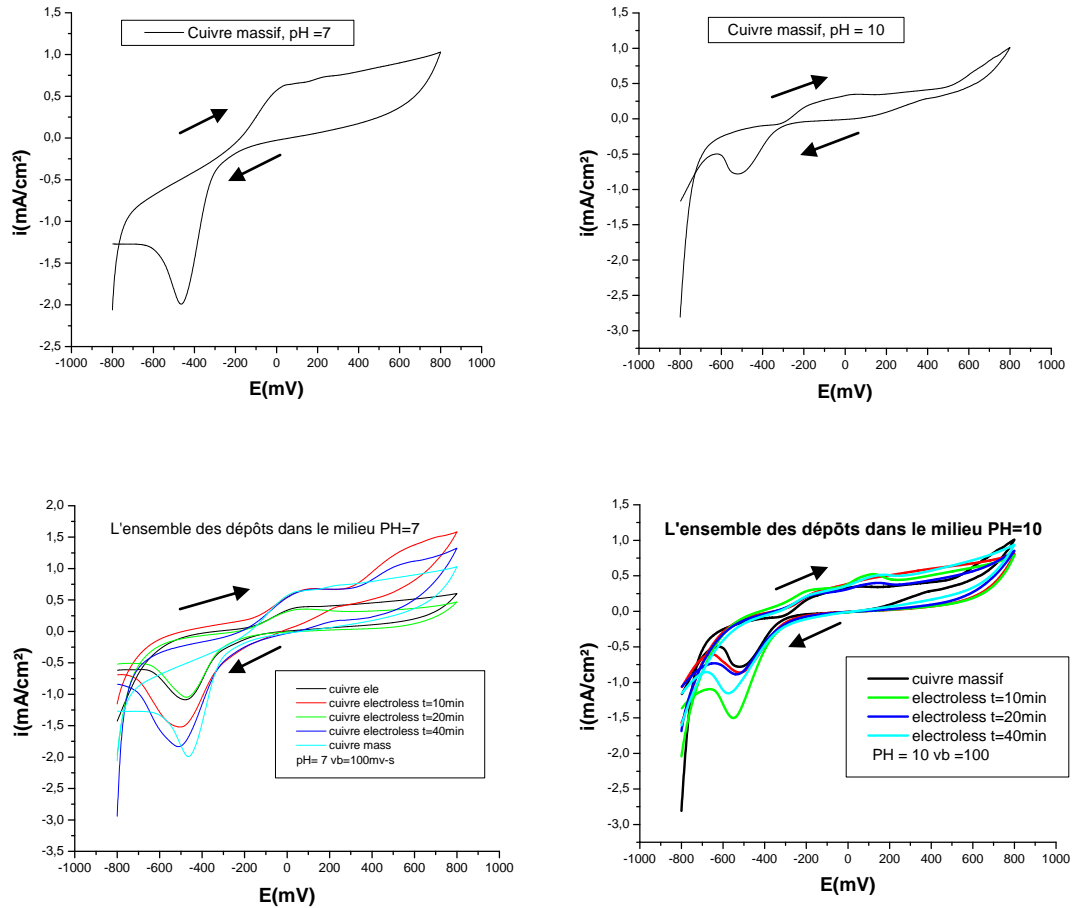 Cuivre massif, pH =7
1,5
1,0
0,5
0,0
-0,5
-1,0
-1,5
-2,0
-2,5
i(mA/cm²)
-1000 -800 -600 -400 -200 0 200 400 600 800 1000
E(mV)
Cuivre massif, pH = 10
1,5
1,0
0,5
0,0
-0,5
-1,0
-1,5
-2,0
-2,5
-3,0
i(mA/cm²)
-1000 -800 -600 -400 -200 0 200 400 600 800 1000
E(mV)
L'ensemble des dépôts dans le milieu PH=7
2,0
1,5
1,0
0,5
0,0
-0,5
-1,0
-1,5
-2,0
-2,5
-3,0
-3,5
i(mA/cm²)
cuivre ele
cuivre electroless t=10min
cuivre electroless t=20min
cuivre electroless t=40min
cuivre mass
pH= 7 vb=100mv-s
-1000 -800 -600 -400 -200 0 200 400 600 800 1000
E(mV)
L'ensemble des dépõts dans le milieu PH=10
1,5
1,0
0,5
0,0
-0,5
-1,0
-1,5
-2,0
-2,5
-3,0
i(mA/cm²)
cuivre massif
electroless t=10min
electroless t=20min
electroless t=40min
PH = 10 vb =100
-1000 -800 -600 -400 -200 0 200 400 600 800 1000
E(mV)